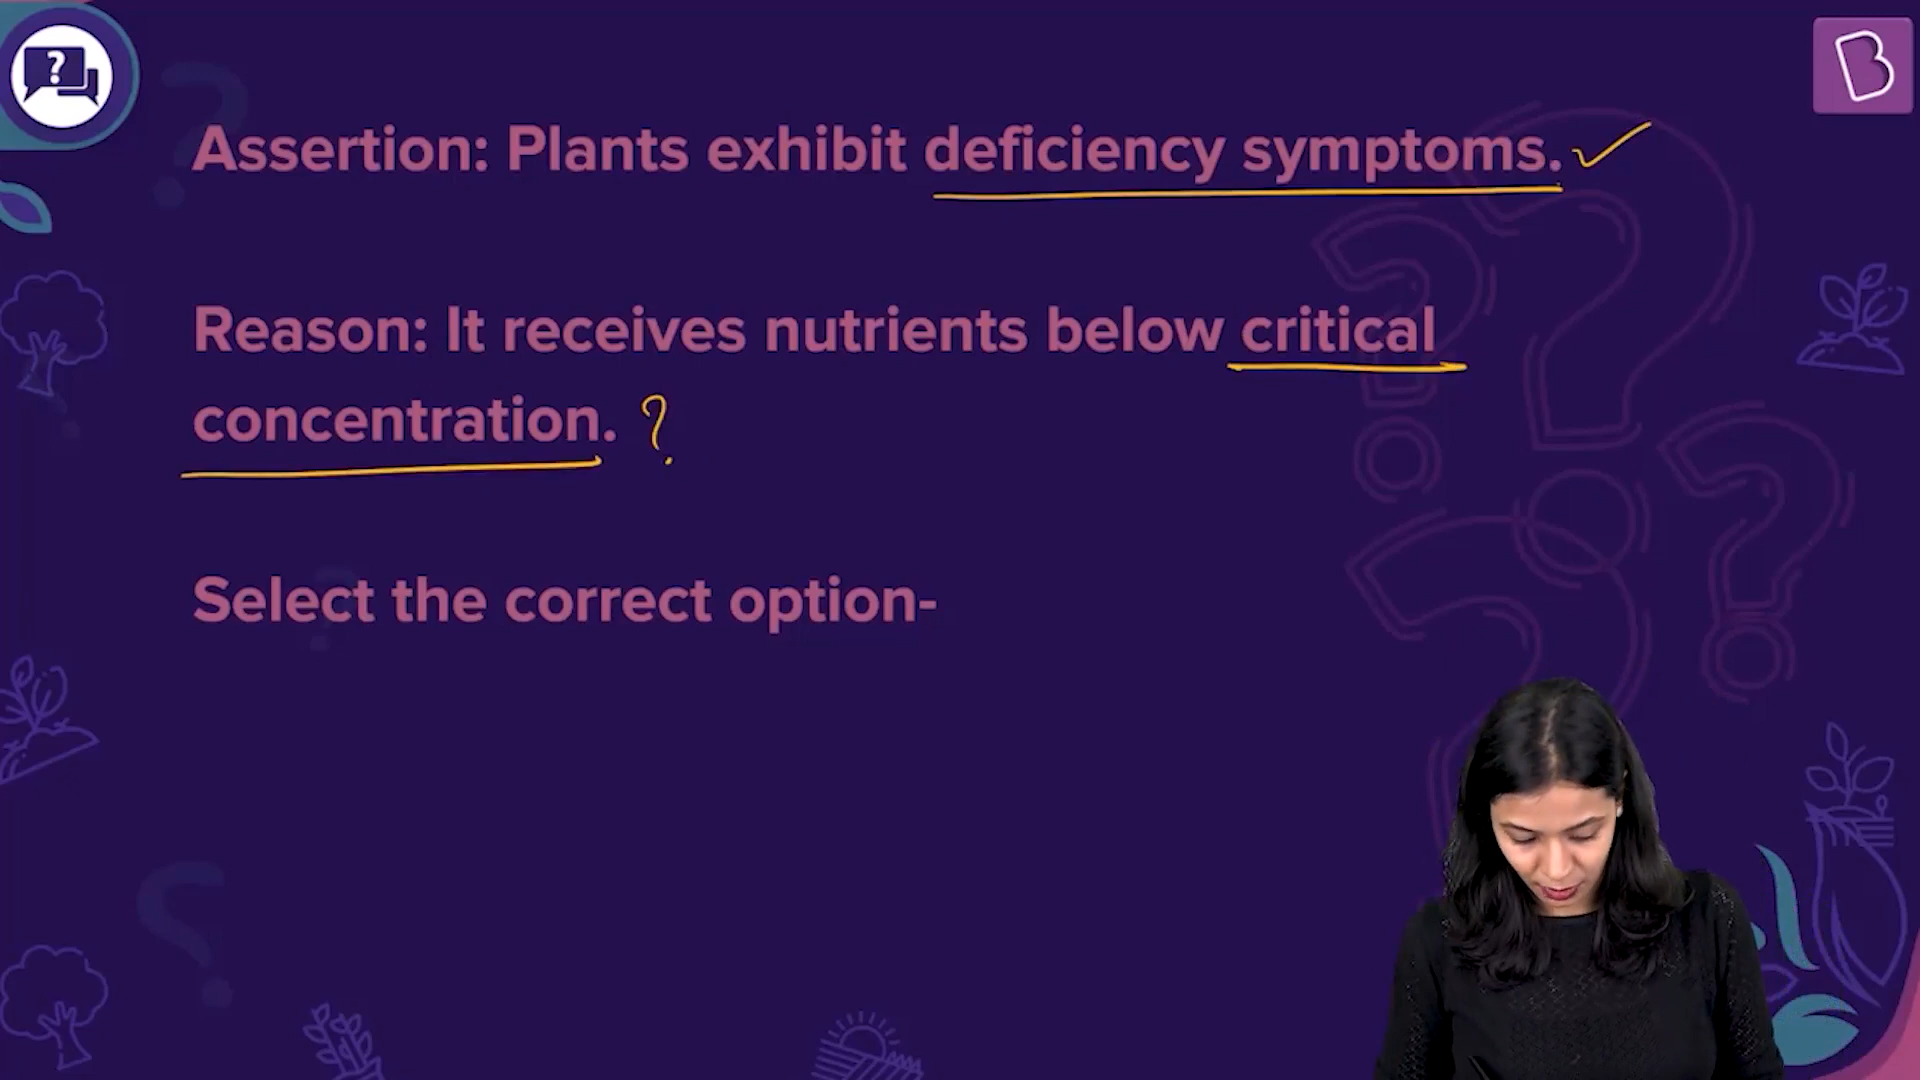 Assertion: Plants exhibit deficiency symptoms.
Reason: It receives nutrients below critical
concentration. ?
Select the correct option-